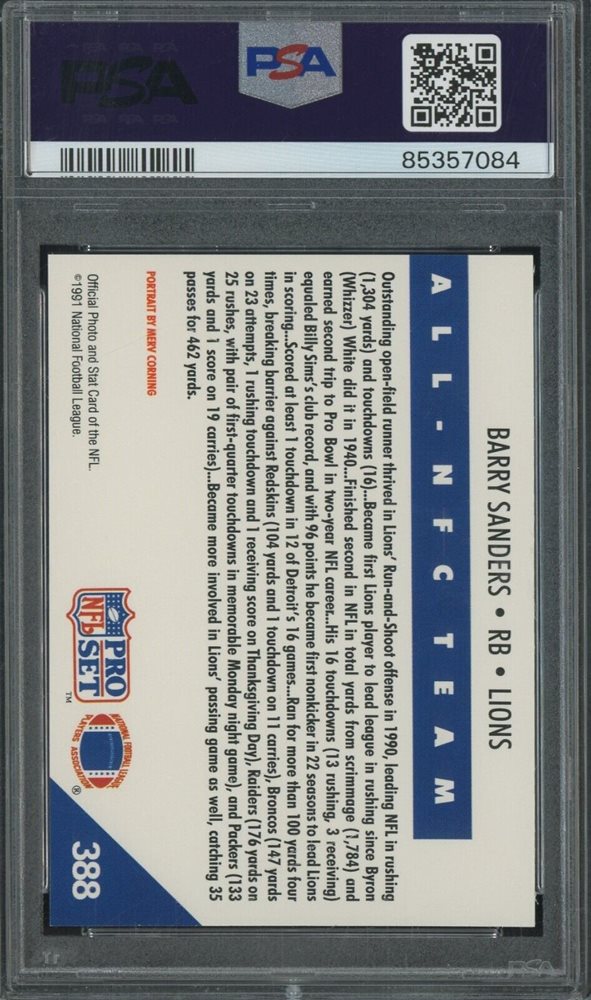 PSA
PSA
85357084
BARRY SANDERS • RB • LIONS
ALL-NFC TEAM
Outstanding open-field runner thrived in Lions' Run-and-Shoot offense in 1990, leading NFL in rushing
(1,304 yards) and touchdowns (16)...Became first Lions player to lead league in rushing since Byron
(Whizzer) White did it in 1940...Finished second in NFL in total yards from scrimmage (1,784) and
earned second trip to Pro Bowl in two-year NFL career...His 16 touchdowns (13 rushing, 3 receiving)
equaled Billy Sims's club record, and with 96 points he became first nonkicker in 22 seasons to lead Lions
in scoring...Scored at least 1 touchdown in 12 of Detroit's 16 games...Ran for more than 100 yards four
times, breaking barrier against Redskins (104 yards and 1 touchdown on 11 carries), Broncos (147 yards
on 23 attempts, 1 rushing touchdown and 1 receiving score on Thanksgiving Day), Raiders (176 yards on
25 rushes, with pair of first-quarter touchdowns in memorable Monday night game), and Packers (133
yards and 1 score on 19 carries)...Became more involved in Lions' passing game as well, catching 35
passes for 462 yards.
PORTRAIT BY MERV CORNING
Official Photo and Stat Card of the NFL.
©1991 National Football League.
PRO
NFL
SET
™
NATIONAL FOOTBALL LEAGUE
PLAYERS ASSOCIATION
®
388
PSA